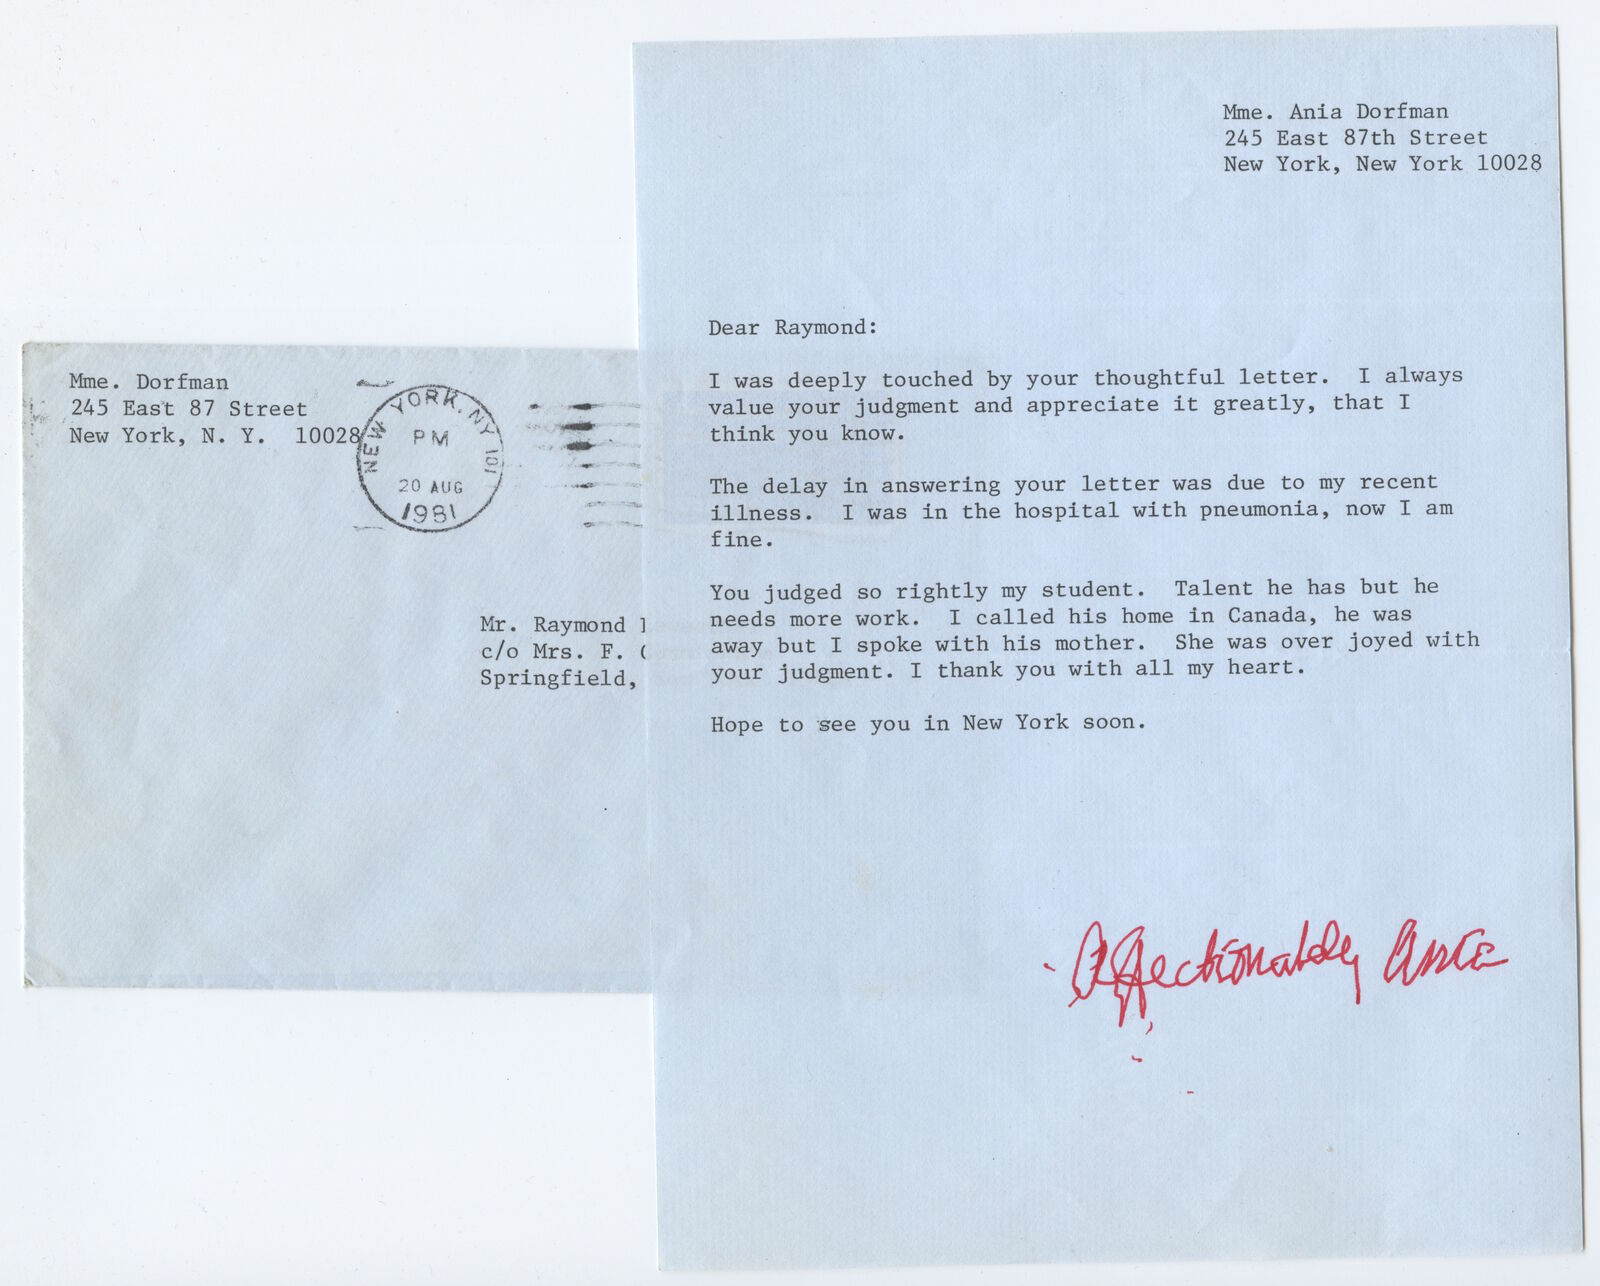 Mme. Dorfman
245 East 87 Street
New York, N. Y. 10028
NEW YORK, NY 101
PM
20 AUG
1981
Mr. Raymond
c/o Mrs. F.
Springfield,
Mme. Ania Dorfman
245 East 87th Street
New York, New York 10028
Dear Raymond:
I was deeply touched by your thoughtful letter. I always
value your judgment and appreciate it greatly, that I
think you know.
The delay in answering your letter was due to my recent
illness. I was in the hospital with pneumonia, now I am
fine.
You judged so rightly my student. Talent he has but he
needs more work. I called his home in Canada, he was
away but I spoke with his mother. She was over joyed with
your judgment. I thank you with all my heart.
Hope to see you in New York soon.
Affectionately Ania